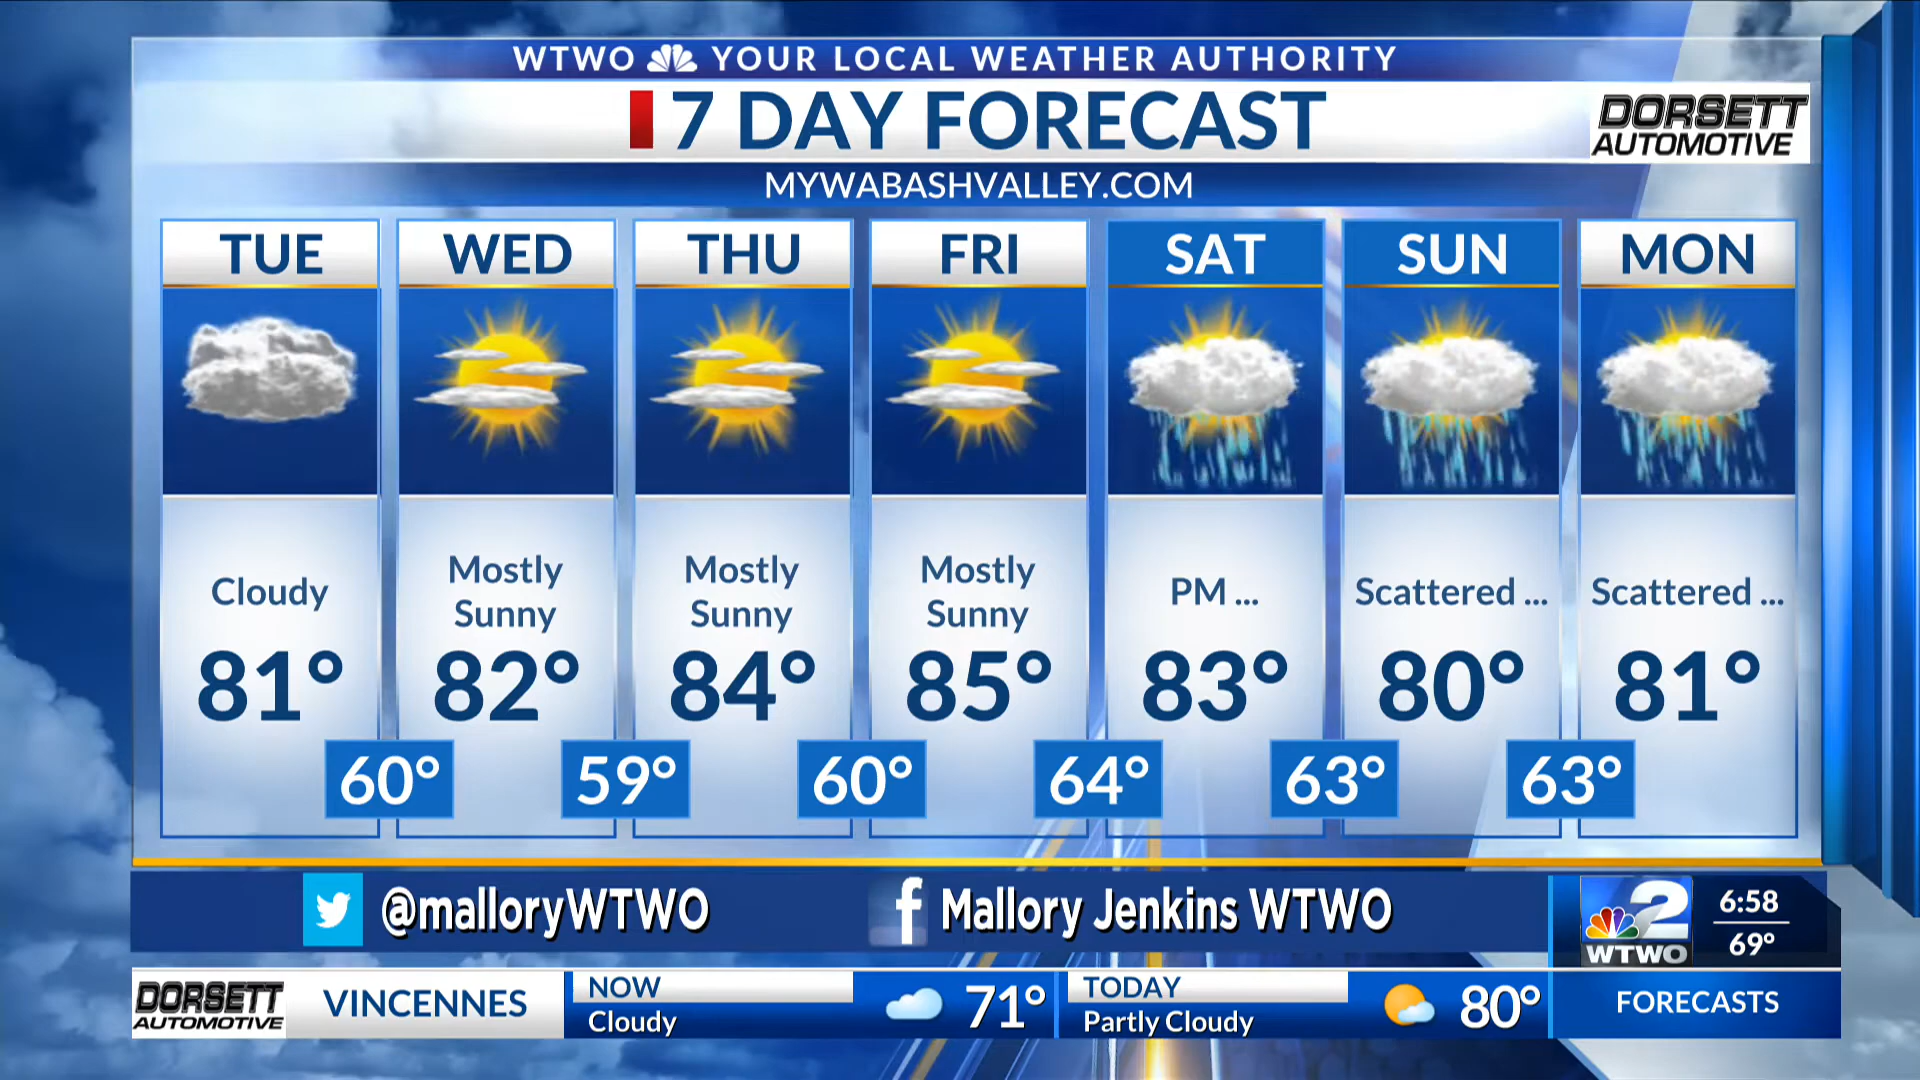 WTWO YOUR LOCAL WEATHER AUTHORITY
7 DAY FORECAST
DORSETT
AUTOMOTIVE
MYWABASHVALLEY.COM
TUE WED THU FRI SAT SUN MON
Cloudy
Mostly
Sunny
Mostly
Sunny
Mostly
Sunny
PM ...
Scattered ...
Scattered ...
81° 82° 84° 85° 83° 80° 81°
60° 59° 60° 64° 63° 63°
@malloryWTWO
Mallory Jenkins WTWO
2
WTWO
6:58
69°
DORSETT
AUTOMOTIVE
VINCENNES
NOW
Cloudy
71°
TODAY
Partly Cloudy
80°
FORECASTS